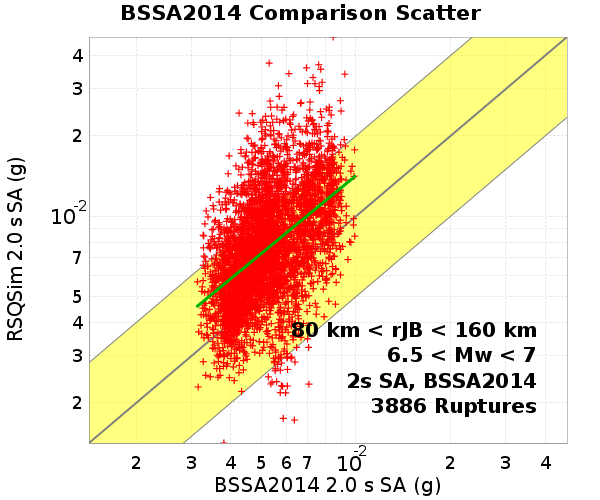 BSSA2014 Comparison Scatter
RSQSim 2.0 s SA (g)
4
3
2
10^-2
7
5
4
3
2
80 km < rJB < 160 km
6.5 < Mw < 7
2s SA, BSSA2014
3886 Ruptures
2 3 4 5 6 7 10^-2 2 3 4
BSSA2014 2.0 s SA (g)